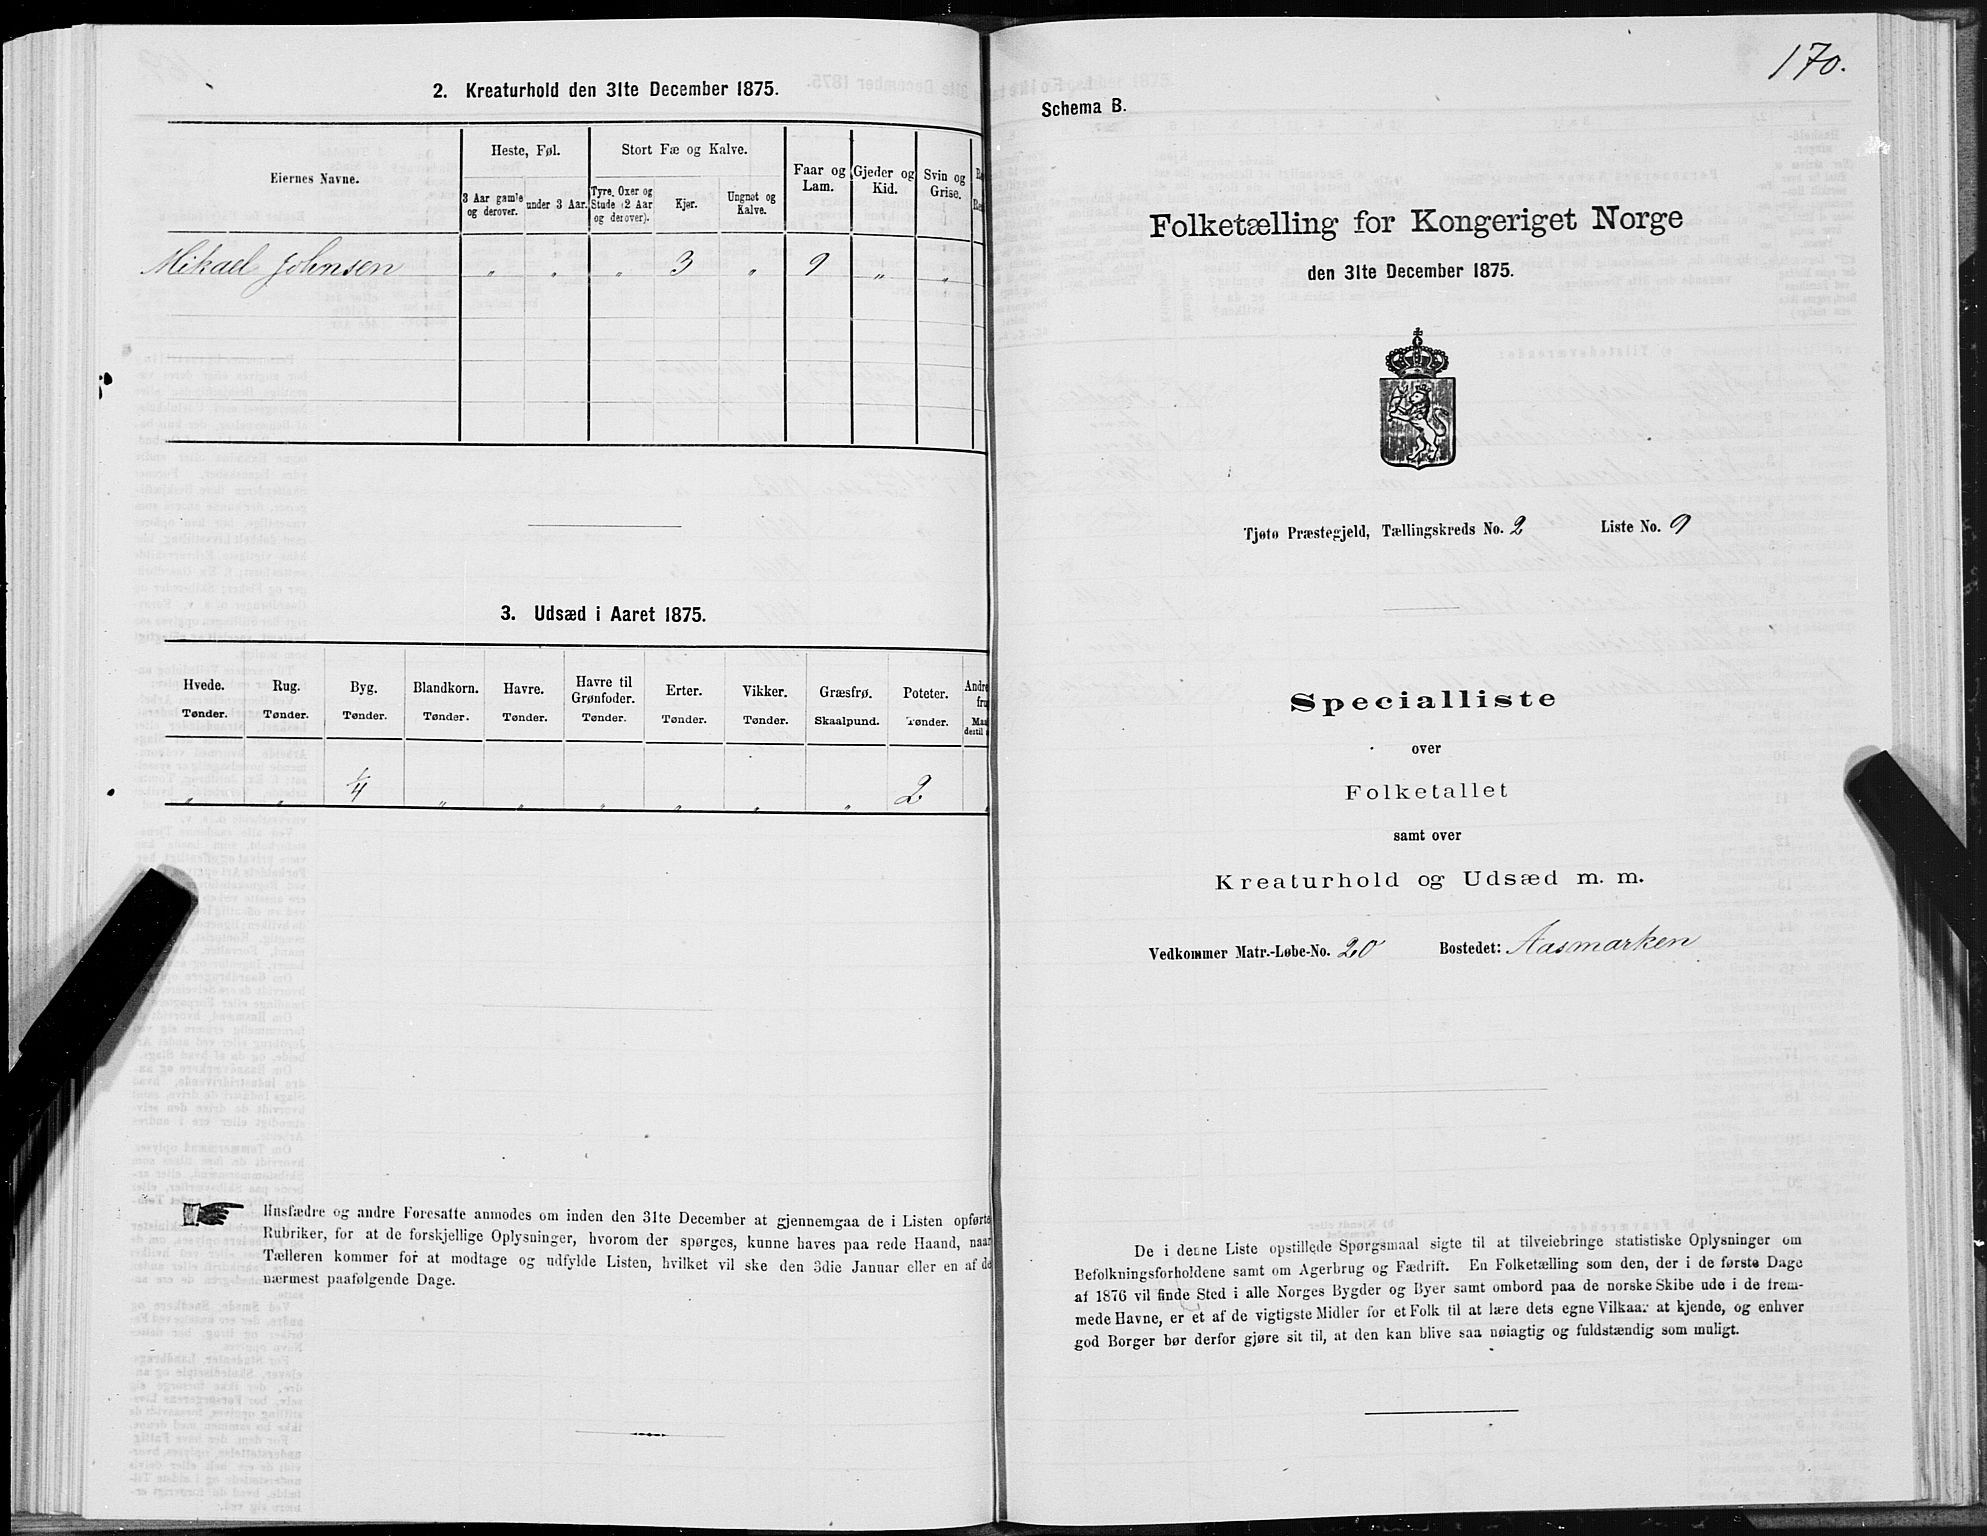 2. Kreaturhold den 31te December 1875.
Eiernes Navne.
Heste, Føl.
Stort Fæ og Kalve.
Faar og Lam.
Gjeder og Kid.
Svin og Grise.
3 Aar gamle og derover.
under 3 Aar.
Tyre, Oxer og Stude (2 Aar og derover).
Kjør.
Ungnøt og Kalve.
Mikael Johnsen " " " 3 " 9 " "
3. Udsæd i Aaret 1875.
Hvede. Rug. Byg. Blandkorn. Havre. Havre til Grønfoder. Erter. Vikker. Græsfrø. Poteter. Andre
Tønder. Tønder. Tønder. Tønder. Tønder. Tønder. Tønder. Tønder. Skaalpund. Tønder.
" " 1/4 " " " " " " 2
Husfædre og andre Foresatte anmodes om inden den 31te December at gjennemgaa de i Listen opførte
Rubriker, for at de forskjellige Oplysninger, hvorom der spørges, kunne haves paa rede Haand, naar
Tælleren kommer for at modtage og udfylde Listen, hvilket vil ske den 3die Januar eller en af de
nærmest paafølgende Dage.
170.
Schema B.
Folketælling for Kongeriget Norge
den 31te December 1875.
Tjøtø Præstegjeld, Tællingskreds No. 2 Liste No. 9
Specialliste
over
Folketallet
samt over
Kreaturhold og Udsæd m. m.
Vedkommer Matr.-Løbe-No. 20 Bostedet: Aasmarken
De i denne Liste opstillede Spørgsmaal sigte til at tilveiebringe statistiske Oplysninger om
Befolkningsforholdene samt om Agerbrug og Fædrift. En Folketælling som den, der i de første Dage
af 1876 vil finde Sted i alle Norges Bygder og Byer samt ombord paa de norske Skibe ude i de frem-
mede Havne, er et af de vigtigste Midler for et Folk til at lære dets egne Vilkaar at kjende, og enhver
god Borger bør derfor gjøre sit til, at den kan blive saa nøiagtig og fuldstændig som muligt.